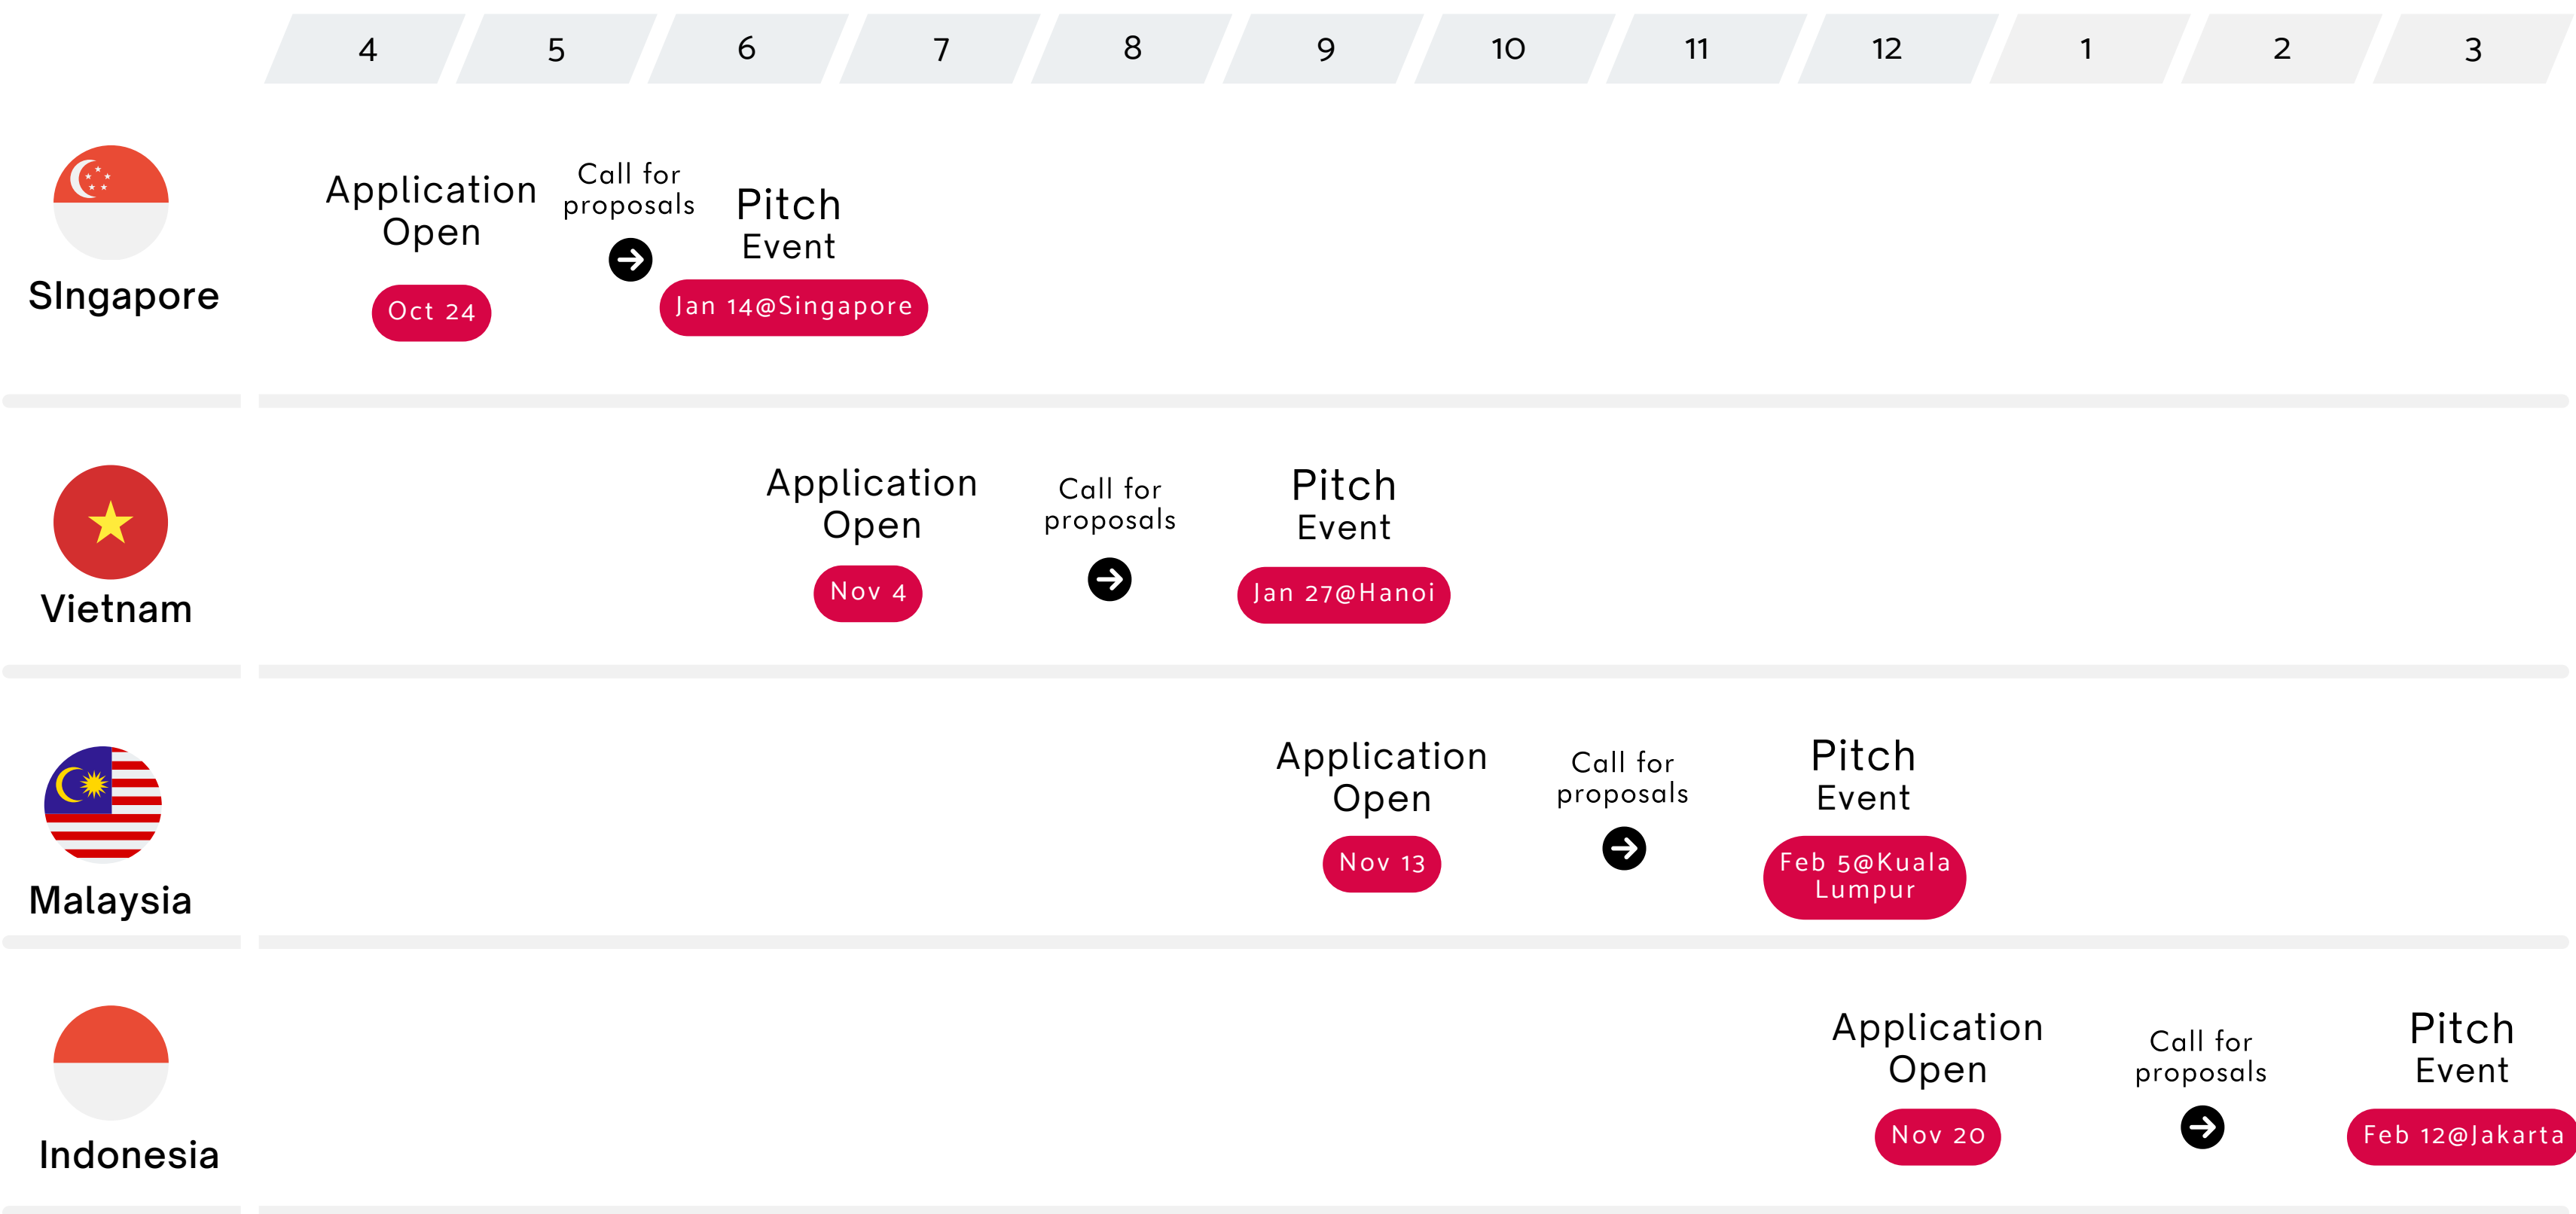 4 5 6 7 8 9 10 11 12 1 2 3
SIngapore
Application
Open
Oct 24
Call for
proposals
Pitch
Event
Jan 14@Singapore
Vietnam
Application
Open
Nov 4
Call for
proposals
Pitch
Event
Jan 27@Hanoi
Malaysia
Application
Open
Nov 13
Call for
proposals
Pitch
Event
Feb 5@Kuala
Lumpur
Indonesia
Application
Open
Nov 20
Call for
proposals
Pitch
Event
Feb 12@Jakarta